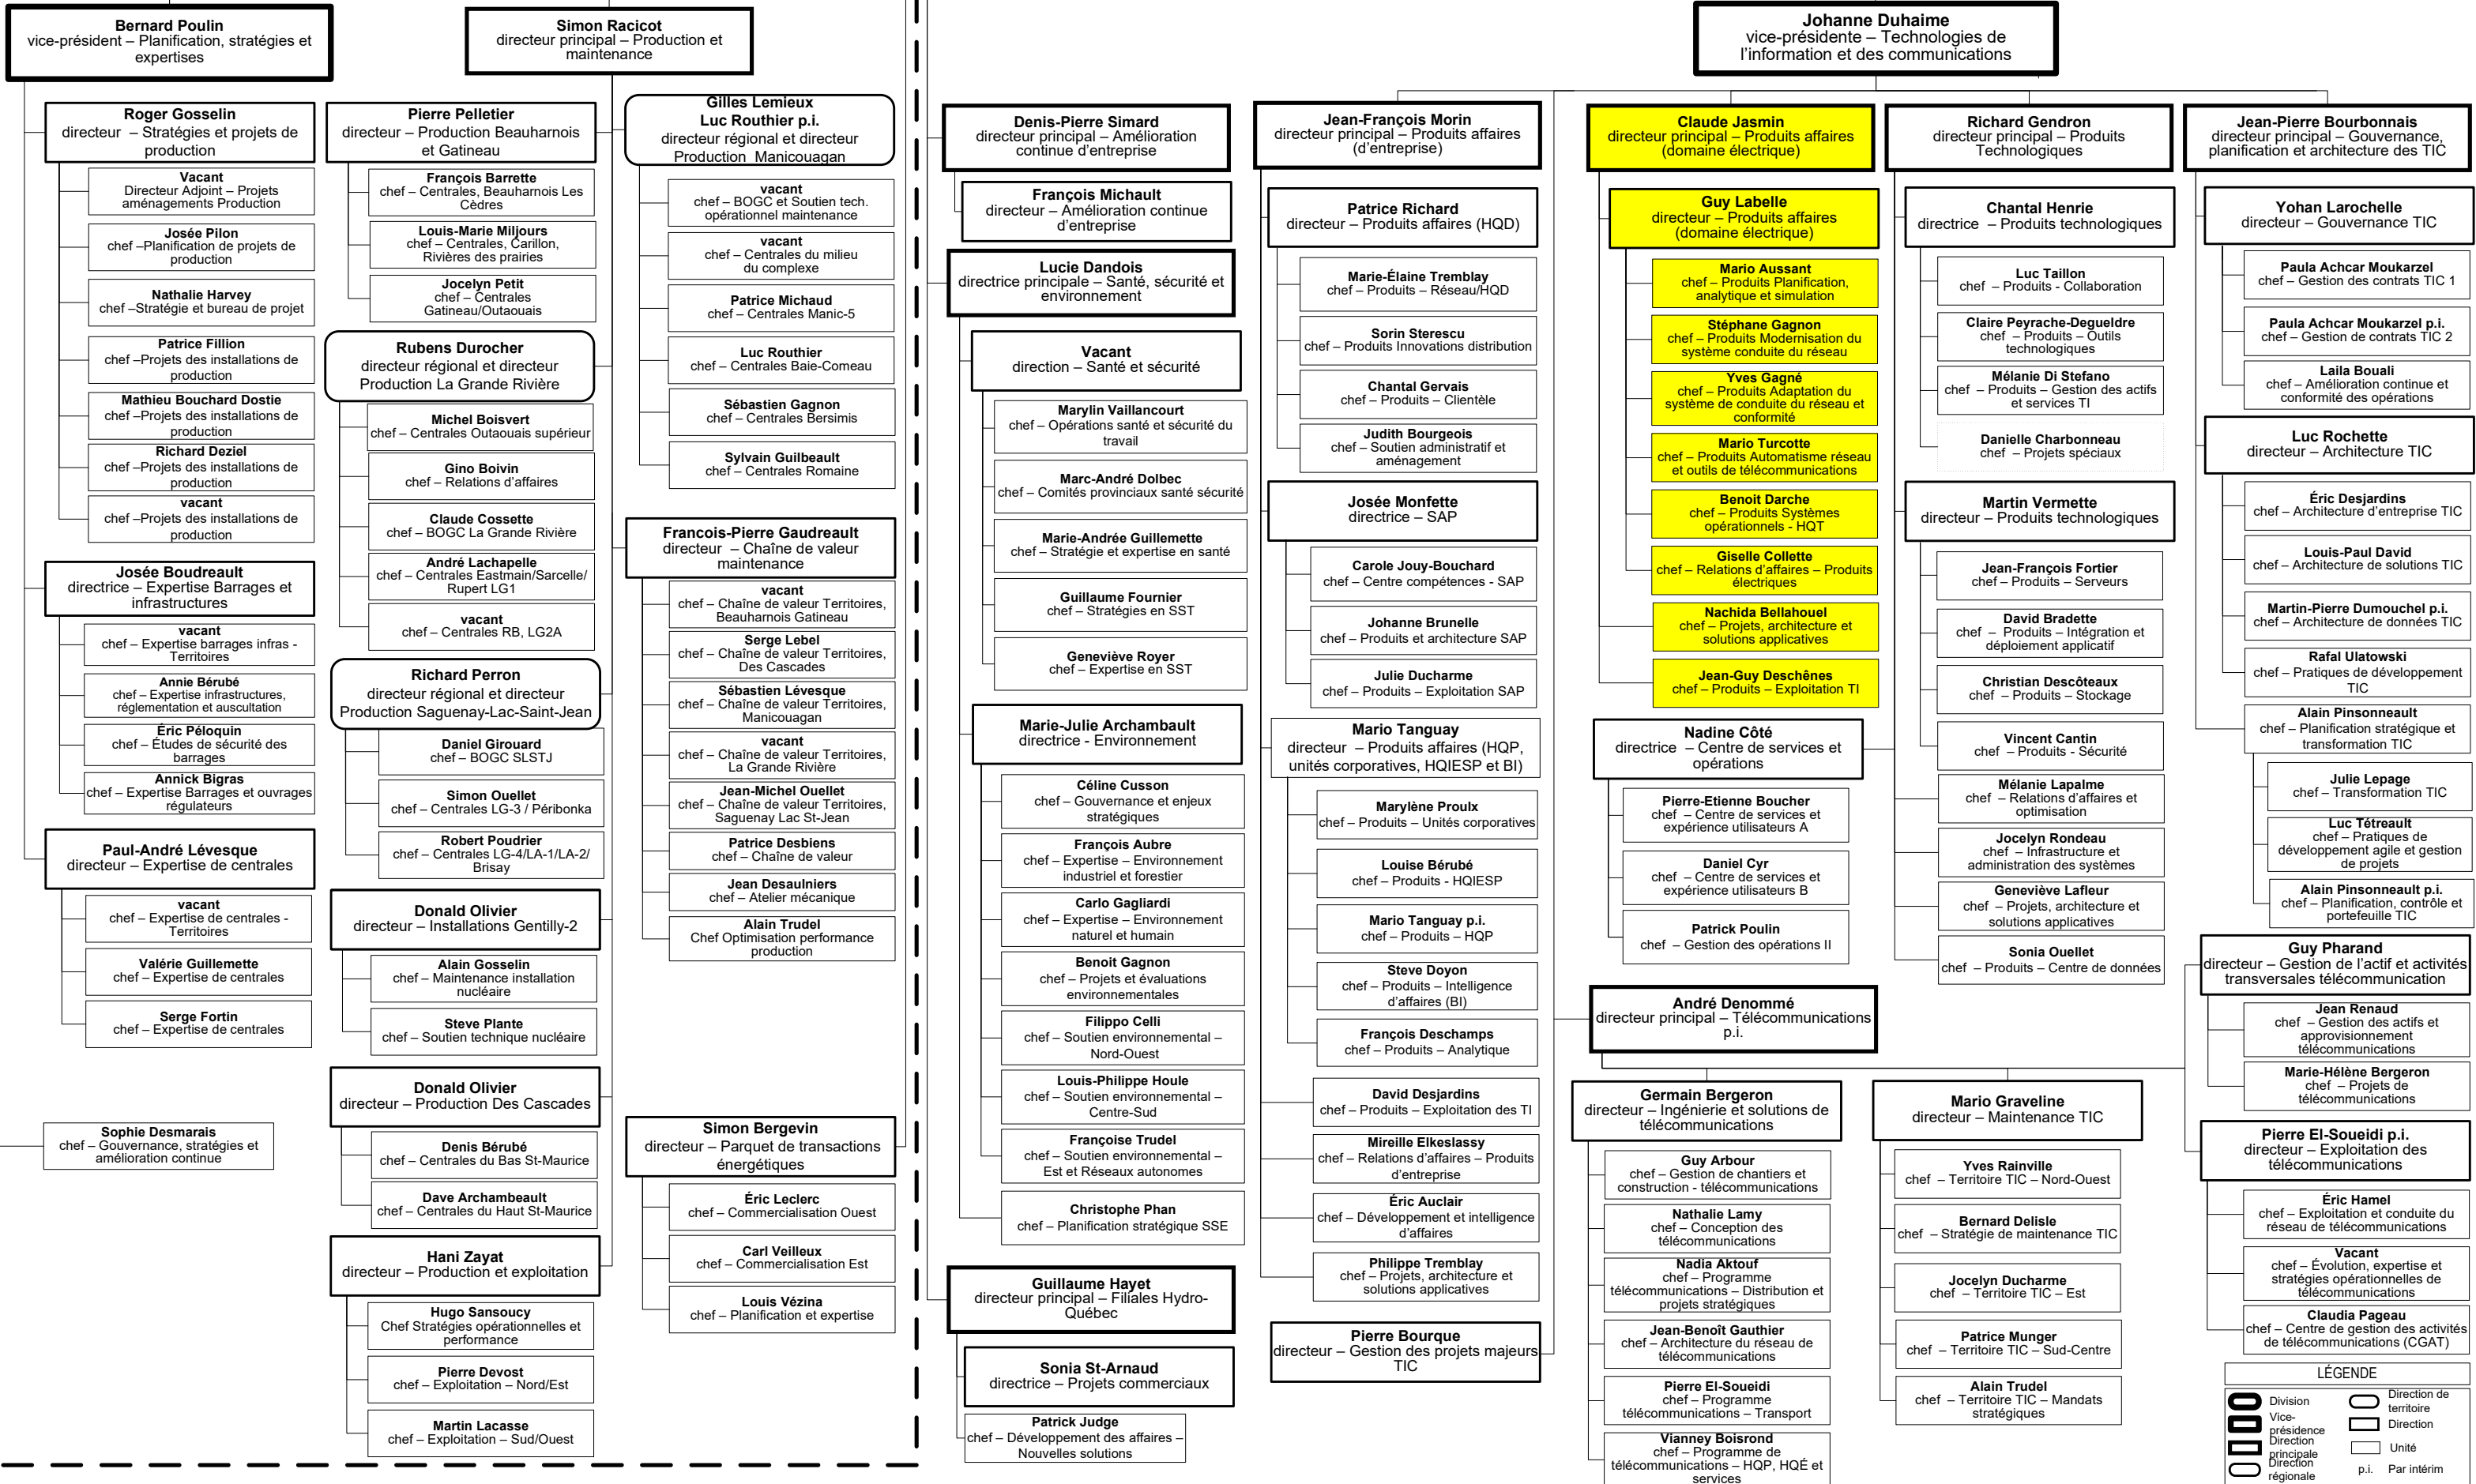 Bernard Poulin
vice-président – Planification, stratégies et
expertises
Roger Gosselin
directeur – Stratégies et projets de
production
Vacant
Directeur Adjoint – Projets
aménagements Production
Josée Pilon
chef –Planification de projets de
production
Nathalie Harvey
chef –Stratégie et bureau de projet
Patrice Fillion
chef –Projets des installations de
production
Mathieu Bouchard Dostie
chef –Projets des installations de
production
Richard Deziel
chef –Projets des installations de
production
vacant
chef –Projets des installations de
production
Josée Boudreault
directrice – Expertise Barrages et
infrastructures
vacant
chef – Expertise barrages infras -
Territoires
Annie Bérubé
chef – Expertise infrastructures,
réglementation et auscultation
Éric Péloquin
chef – Études de sécurité des
barrages
Annick Bigras
chef – Expertise Barrages et ouvrages
régulateurs
Paul-André Lévesque
directeur – Expertise de centrales
vacant
chef – Expertise de centrales -
Territoires
Valérie Guillemette
chef – Expertise de centrales
Serge Fortin
chef – Expertise de centrales
Sophie Desmarais
chef – Gouvernance, stratégies et
amélioration continue
Simon Racicot
directeur principal – Production et
maintenance
Pierre Pelletier
directeur – Production Beauharnois
et Gatineau
François Barrette
chef – Centrales, Beauharnois Les
Cèdres
Louis-Marie Miljours
chef – Centrales, Carillon,
Rivières des prairies
Jocelyn Petit
chef – Centrales
Gatineau/Outaouais
Rubens Durocher
directeur régional et directeur
Production La Grande Rivière
Michel Boisvert
chef – Centrales Outaouais supérieur
Gino Boivin
chef – Relations d'affaires
Claude Cossette
chef – BOGC La Grande Rivière
André Lachapelle
chef – Centrales Eastmain/Sarcelle/
Rupert LG1
vacant
chef – Centrales RB, LG2A
Richard Perron
directeur régional et directeur
Production Saguenay-Lac-Saint-Jean
Daniel Girouard
chef – BOGC SLSTJ
Simon Ouellet
chef – Centrales LG-3 / Péribonka
Robert Poudrier
chef – Centrales LG-4/LA-1/LA-2/
Brisay
Donald Olivier
directeur – Installations Gentilly-2
Alain Gosselin
chef – Maintenance installation
nucléaire
Steve Plante
chef – Soutien technique nucléaire
Donald Olivier
directeur – Production Des Cascades
Denis Bérubé
chef – Centrales du Bas St-Maurice
Dave Archambeault
chef – Centrales du Haut St-Maurice
Hani Zayat
directeur – Production et exploitation
Hugo Sansoucy
Chef Stratégies opérationnelles et
performance
Pierre Devost
chef – Exploitation – Nord/Est
Martin Lacasse
chef – Exploitation – Sud/Ouest
Gilles Lemieux
Luc Routhier p.i.
directeur régional et directeur
Production Manicouagan
vacant
chef – BOGC et Soutien tech.
opérationnel maintenance
vacant
chef – Centrales du milieu
du complexe
Patrice Michaud
chef – Centrales Manic-5
Luc Routhier
chef – Centrales Baie-Comeau
Sébastien Gagnon
chef – Centrales Bersimis
Sylvain Guilbeault
chef – Centrales Romaine
Francois-Pierre Gaudreault
directeur – Chaîne de valeur
maintenance
vacant
chef – Chaîne de valeur Territoires,
Beauharnois Gatineau
Serge Lebel
chef – Chaîne de valeur Territoires,
Des Cascades
Sébastien Lévesque
chef – Chaîne de valeur Territoires,
Manicouagan
vacant
chef – Chaîne de valeur Territoires,
La Grande Rivière
Jean-Michel Ouellet
chef – Chaîne de valeur Territoires,
Saguenay Lac St-Jean
Patrice Desbiens
chef – Chaîne de valeur
Jean Desaulniers
chef – Atelier mécanique
Alain Trudel
Chef Optimisation performance
production
Simon Bergevin
directeur – Parquet de transactions
énergétiques
Éric Leclerc
chef – Commercialisation Ouest
Carl Veilleux
chef – Commercialisation Est
Louis Vézina
chef – Planification et expertise
Denis-Pierre Simard
directeur principal – Amélioration
continue d'entreprise
François Michault
directeur – Amélioration continue
d'entreprise
Lucie Dandois
directrice principale – Santé, sécurité et
environnement
Vacant
direction – Santé et sécurité
Marylin Vaillancourt
chef – Opérations santé et sécurité du
travail
Marc-André Dolbec
chef – Comités provinciaux santé sécurité
Marie-Andrée Guillemette
chef – Stratégie et expertise en santé
Guillaume Fournier
chef – Stratégies en SST
Geneviève Royer
chef – Expertise en SST
Marie-Julie Archambault
directrice - Environnement
Céline Cusson
chef – Gouvernance et enjeux
stratégiques
François Aubre
chef – Expertise – Environnement
industriel et forestier
Carlo Gagliardi
chef – Expertise – Environnement
naturel et humain
Benoit Gagnon
chef – Projets et évaluations
environnementales
Filippo Celli
chef – Soutien environnemental –
Nord-Ouest
Louis-Philippe Houle
chef – Soutien environnemental –
Centre-Sud
Françoise Trudel
chef – Soutien environnemental –
Est et Réseaux autonomes
Christophe Phan
chef – Planification stratégique SSE
Guillaume Hayet
directeur principal – Filiales Hydro-
Québec
Sonia St-Arnaud
directrice – Projets commerciaux
Patrick Judge
chef – Développement des affaires –
Nouvelles solutions
Johanne Duhaime
vice-présidente – Technologies de
l'information et des communications
Jean-François Morin
directeur principal – Produits affaires
(d'entreprise)
Patrice Richard
directeur – Produits affaires (HQD)
Marie-Élaine Tremblay
chef – Produits – Réseau/HQD
Sorin Sterescu
chef – Produits Innovations distribution
Chantal Gervais
chef – Produits – Clientèle
Judith Bourgeois
chef – Soutien administratif et
aménagement
Josée Monfette
directrice – SAP
Carole Jouy-Bouchard
chef – Centre compétences - SAP
Johanne Brunelle
chef – Produits et architecture SAP
Julie Ducharme
chef – Produits – Exploitation SAP
Mario Tanguay
directeur – Produits affaires (HQP,
unités corporatives, HQIESP et BI)
Marylène Proulx
chef – Produits – Unités corporatives
Louise Bérubé
chef – Produits - HQIESP
Mario Tanguay p.i.
chef – Produits – HQP
Steve Doyon
chef – Produits – Intelligence
d'affaires (BI)
François Deschamps
chef – Produits – Analytique
David Desjardins
chef – Produits – Exploitation des TI
Mireille Elkeslassy
chef – Relations d'affaires – Produits
d'entreprise
Éric Auclair
chef – Développement et intelligence
d'affaires
Philippe Tremblay
chef – Projets, architecture et
solutions applicatives
Pierre Bourque
directeur – Gestion des projets majeurs
TIC
Claude Jasmin
directeur principal – Produits affaires
(domaine électrique)
Guy Labelle
directeur – Produits affaires
(domaine électrique)
Mario Aussant
chef – Produits Planification,
analytique et simulation
Stéphane Gagnon
chef – Produits Modernisation du
système conduite du réseau
Yves Gagné
chef – Produits Adaptation du
système de conduite du réseau et
conformité
Mario Turcotte
chef – Produits Automatisme réseau
et outils de télécommunications
Benoit Darche
chef – Produits Systèmes
opérationnels - HQT
Giselle Collette
chef – Relations d'affaires – Produits
électriques
Nachida Bellahouel
chef – Projets, architecture et
solutions applicatives
Jean-Guy Deschênes
chef – Produits – Exploitation TI
Nadine Côté
directrice – Centre de services et
opérations
Pierre-Etienne Boucher
chef – Centre de services et
expérience utilisateurs A
Daniel Cyr
chef – Centre de services et
expérience utilisateurs B
Patrick Poulin
chef – Gestion des opérations II
André Denommé
directeur principal – Télécommunications
p.i.
Germain Bergeron
directeur – Ingénierie et solutions de
télécommunications
Guy Arbour
chef – Gestion de chantiers et
construction - télécommunications
Nathalie Lamy
chef – Conception des
télécommunications
Nadia Aktouf
chef – Programme
télécommunications – Distribution et
projets stratégiques
Jean-Benoît Gauthier
chef – Architecture du réseau de
télécommunications
Pierre El-Soueidi
chef – Programme
télécommunications – Transport
Vianney Boisrond
chef – Programme de
télécommunications – HQP, HQÉ et
services
Richard Gendron
directeur principal – Produits
Technologiques
Chantal Henrie
directrice – Produits technologiques
Luc Taillon
chef – Produits - Collaboration
Claire Peyrache-Degueldre
chef – Produits – Outils
technologiques
Mélanie Di Stefano
chef – Produits – Gestion des actifs
et services TI
Danielle Charbonneau
chef – Projets spéciaux
Martin Vermette
directeur – Produits technologiques
Jean-François Fortier
chef – Produits – Serveurs
David Bradette
chef – Produits – Intégration et
déploiement applicatif
Christian Descôteaux
chef – Produits – Stockage
Vincent Cantin
chef – Produits - Sécurité
Mélanie Lapalme
chef – Relations d'affaires et
optimisation
Jocelyn Rondeau
chef – Infrastructure et
administration des systèmes
Geneviève Lafleur
chef – Projets, architecture et
solutions applicatives
Sonia Ouellet
chef – Produits – Centre de données
Mario Graveline
directeur – Maintenance TIC
Yves Rainville
chef – Territoire TIC – Nord-Ouest
Bernard Delisle
chef – Stratégie de maintenance TIC
Jocelyn Ducharme
chef – Territoire TIC – Est
Patrice Munger
chef – Territoire TIC – Sud-Centre
Alain Trudel
chef – Territoire TIC – Mandats
stratégiques
Jean-Pierre Bourbonnais
directeur principal – Gouvernance,
planification et architecture des TIC
Yohan Larochelle
directeur – Gouvernance TIC
Paula Achcar Moukarzel
chef – Gestion des contrats TIC 1
Paula Achcar Moukarzel p.i.
chef – Gestion de contrats TIC 2
Laila Bouali
chef – Amélioration continue et
conformité des opérations
Luc Rochette
directeur – Architecture TIC
Éric Desjardins
chef – Architecture d'entreprise TIC
Louis-Paul David
chef – Architecture de solutions TIC
Martin-Pierre Dumouchel p.i.
chef – Architecture de données TIC
Rafal Ulatowski
chef – Pratiques de développement
TIC
Alain Pinsonneault
chef – Planification stratégique et
transformation TIC
Julie Lepage
chef – Transformation TIC
Luc Tétreault
chef – Pratiques de
développement agile et gestion
de projets
Alain Pinsonneault p.i.
chef – Planification, contrôle et
portefeuille TIC
Guy Pharand
directeur – Gestion de l'actif et activités
transversales télécommunication
Jean Renaud
chef – Gestion des actifs et
approvisionnement
télécommunications
Marie-Hélène Bergeron
chef – Projets de
télécommunications
Pierre El-Soueidi p.i.
directeur – Exploitation des
télécommunications
Éric Hamel
chef – Exploitation et conduite du
réseau de télécommunications
Vacant
chef – Évolution, expertise et
stratégies opérationnelles de
télécommunications
Claudia Pageau
chef – Centre de gestion des activités
de télécommunications (CGAT)
LÉGENDE
Division
Vice-
présidence
Direction
principale
Direction
régionale
Direction de
territoire
Direction
Unité
p.i. Par intérim